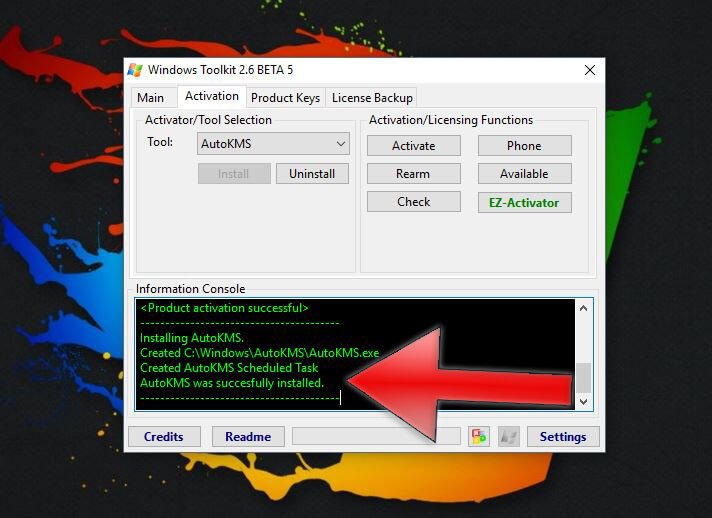 Windows Toolkit 2.6 BETA 5
Main Activation Product Keys License Backup
Activator/Tool Selection
Tool: AutoKMS
Install Uninstall
Activation/Licensing Functions
Activate Phone
Rearm Available
Check EZ-Activator
Information Console
<Product activation successful>
----------------------------------------
Installing AutoKMS.
Created C:\Windows\AutoKMS\AutoKMS.exe
Created AutoKMS Scheduled Task
AutoKMS was succesfully installed.
----------------------------------------
Credits Readme Settings